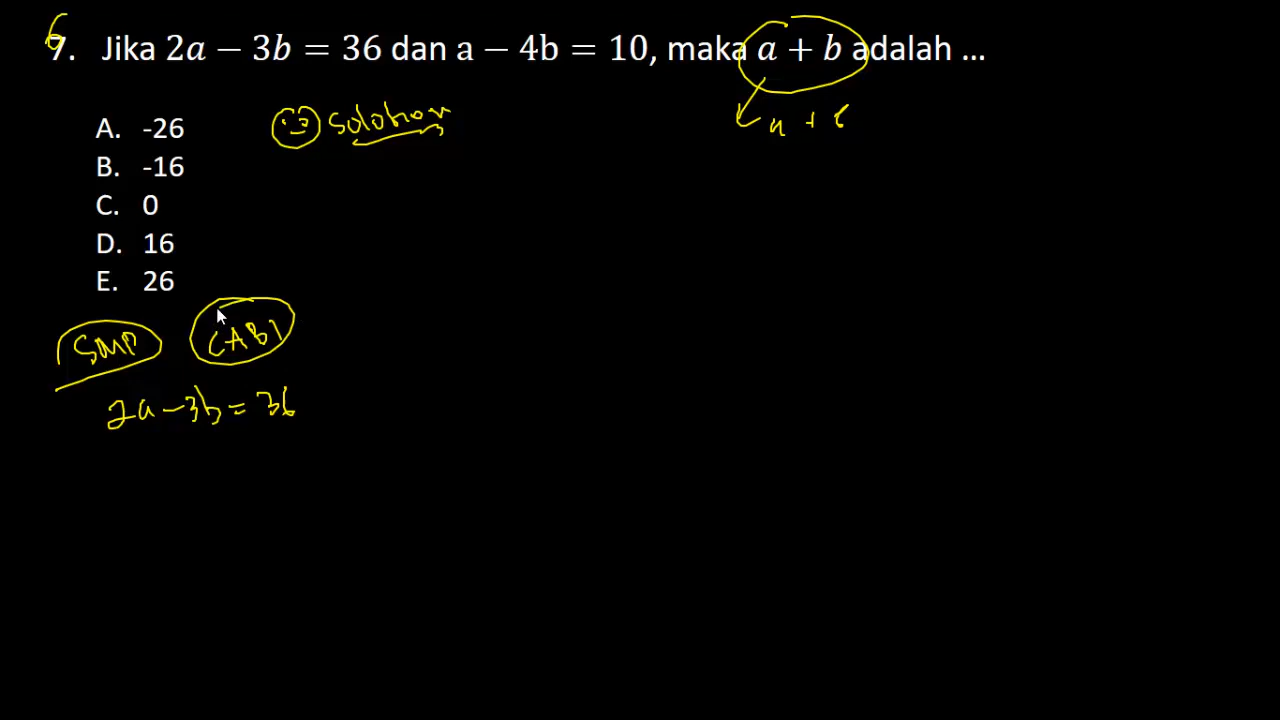 6
7. Jika 2a − 3b = 36 dan a − 4b = 10, maka a + b adalah ...
a + b
A. -26
solution
B. -16
C. 0
D. 16
E. 26
SMP (AB)
2a - 3b = 36